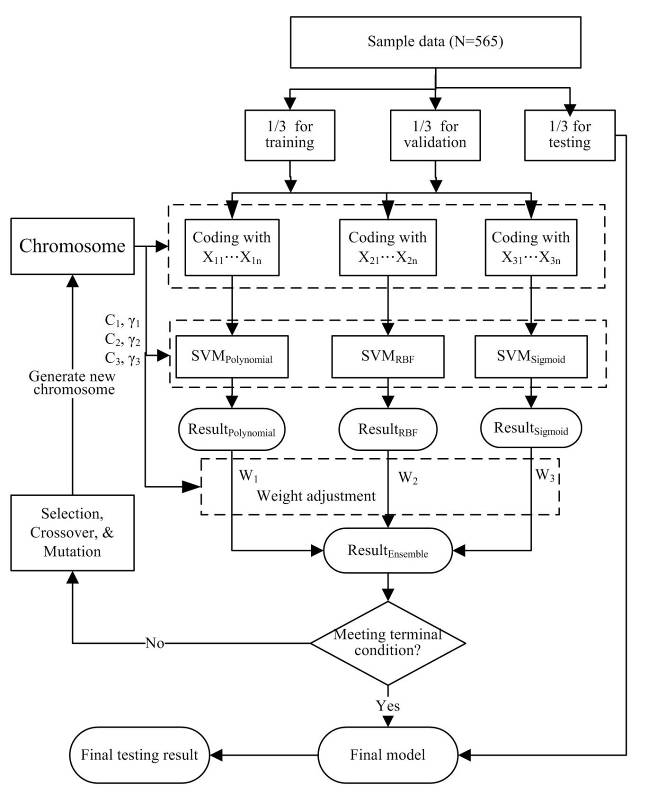 Sample data (N=565)
1/3 for
training
1/3 for
validation
1/3 for
testing
Chromosome
Coding with
X₁₁···X₁ₙ
Coding with
X₂₁···X₂ₙ
Coding with
X₃₁···X₃ₙ
C₁, γ₁
C₂, γ₂
C₃, γ₃
SVMPolynomial
SVMRBF
SVMSigmoid
Generate new
chromosome
ResultPolynomial
ResultRBF
ResultSigmoid
W₁
W₂
W₃
Weight adjustment
Selection,
Crossover, &
Mutation
ResultEnsemble
Meeting terminal
condition?
No
Yes
Final testing result
Final model